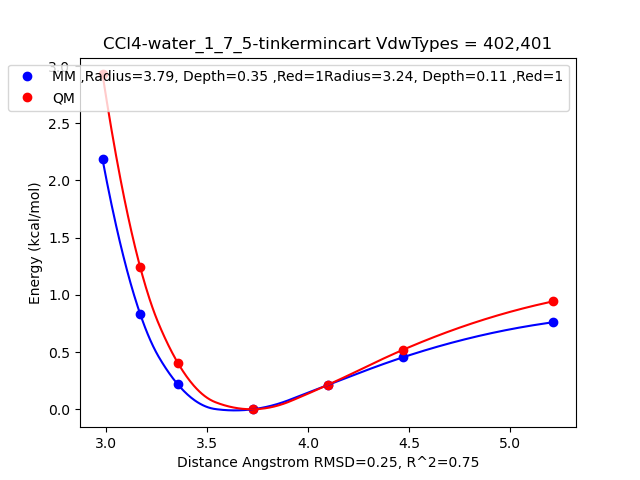 CCl4-water_1_7_5-tinkermincart VdwTypes = 402,401
MM ,Radius=3.79, Depth=0.35 ,Red=1Radius=3.24, Depth=0.11 ,Red=1
QM
3.0
2.5
2.0
1.5
1.0
0.5
0.0
Energy (kcal/mol)
3.0 3.5 4.0 4.5 5.0
Distance Angstrom RMSD=0.25, R^2=0.75